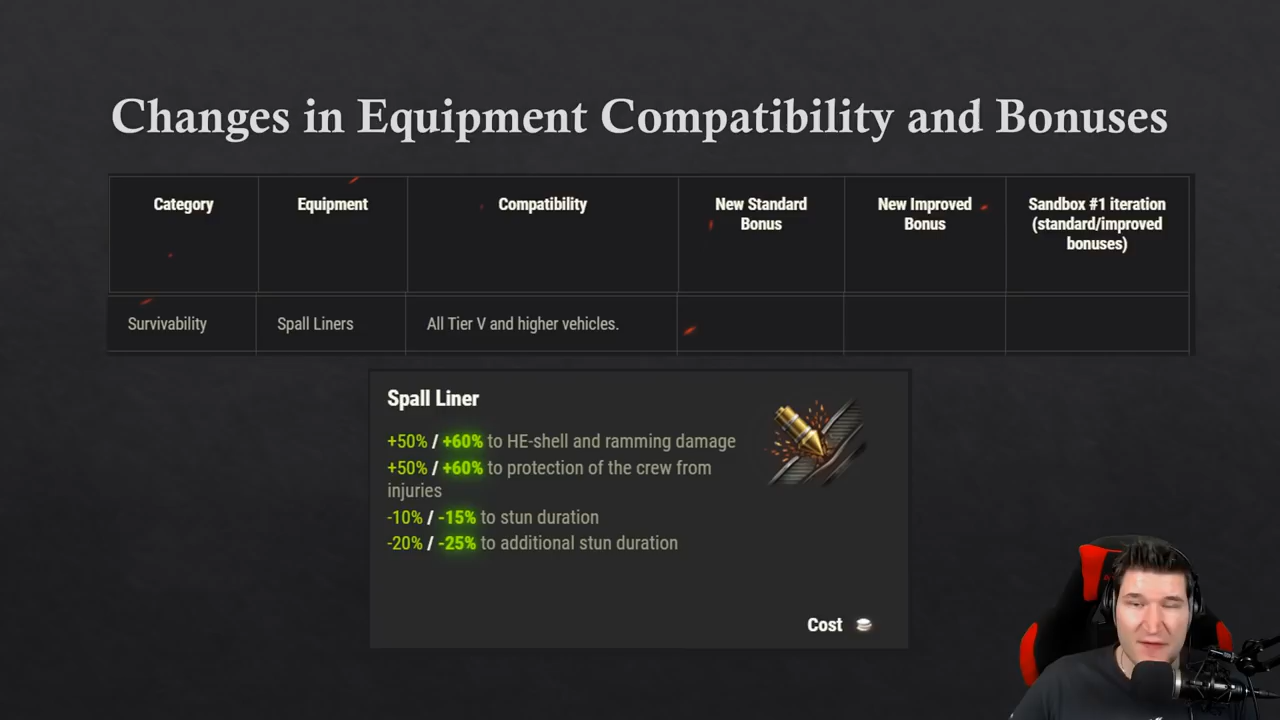 Changes in Equipment Compatibility and Bonuses
Category
Equipment
Compatibility
New Standard
Bonus
New Improved
Bonus
Sandbox #1 iteration
(standard/improved
bonuses)
Survivability
Spall Liners
All Tier V and higher vehicles.
Spall Liner
+50% / +60% to HE-shell and ramming damage
+50% / +60% to protection of the crew from
injuries
-10% / -15% to stun duration
-20% / -25% to additional stun duration
Cost